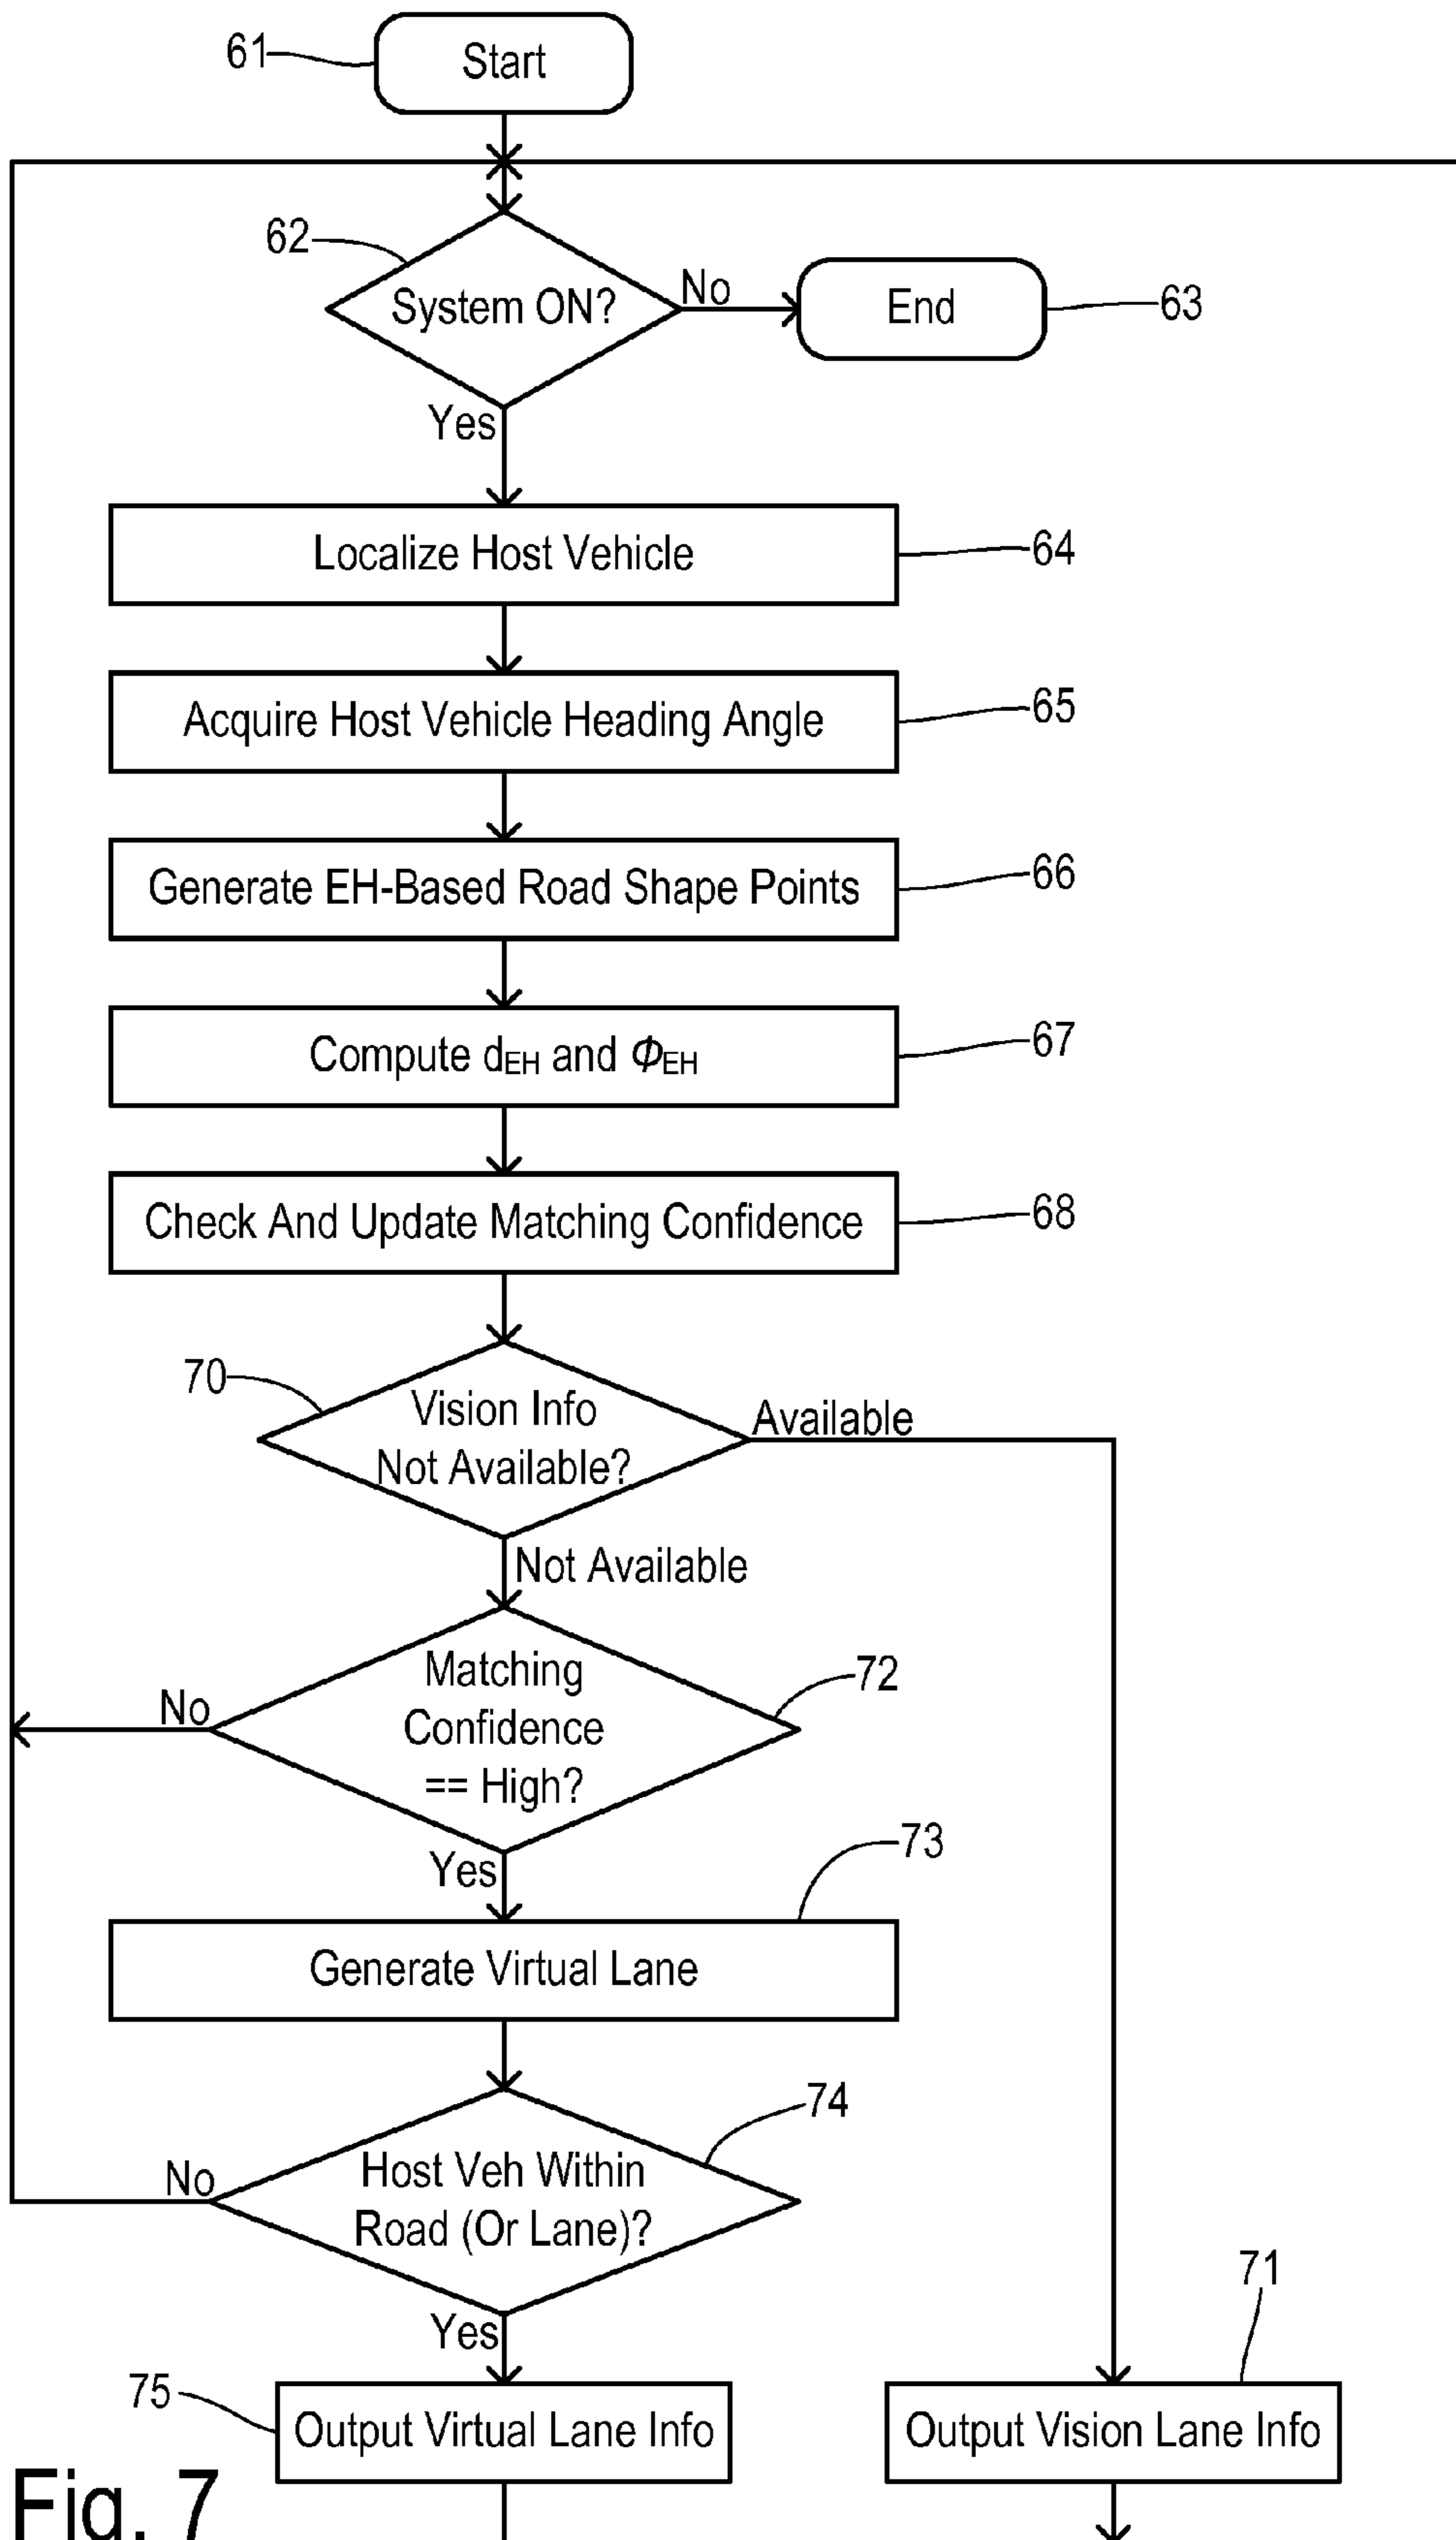 61
Start
62
System ON?
No
End
63
Yes
Localize Host Vehicle
64
Acquire Host Vehicle Heading Angle
65
Generate EH-Based Road Shape Points
66
Compute dEH and ΦEH
67
Check And Update Matching Confidence
68
70
Vision Info
Not Available?
Available
Not Available
Matching
Confidence
== High?
72
No
Yes
73
Generate Virtual Lane
74
Host Veh Within
Road (Or Lane)?
No
Yes
71
75
Output Virtual Lane Info
Output Vision Lane Info
Fig. 7